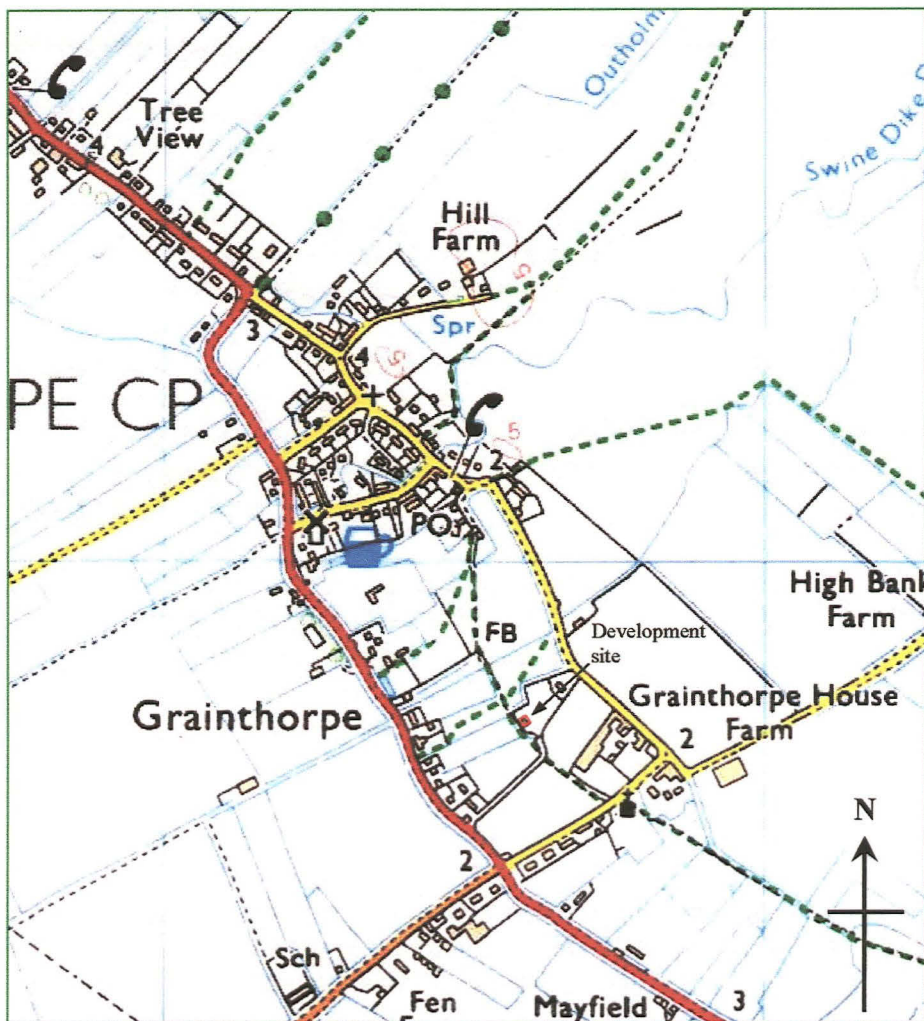 Tree
View
4
Outholm
Swine Dike D
Hill
Farm
5
Spr
3
4
5
PE CP
5
2
PO
High Bank
Farm
FB
Development
site
Grainthorpe
Grainthorpe House
Farm
2
N
2
Sch
Fen
Mayfield
3